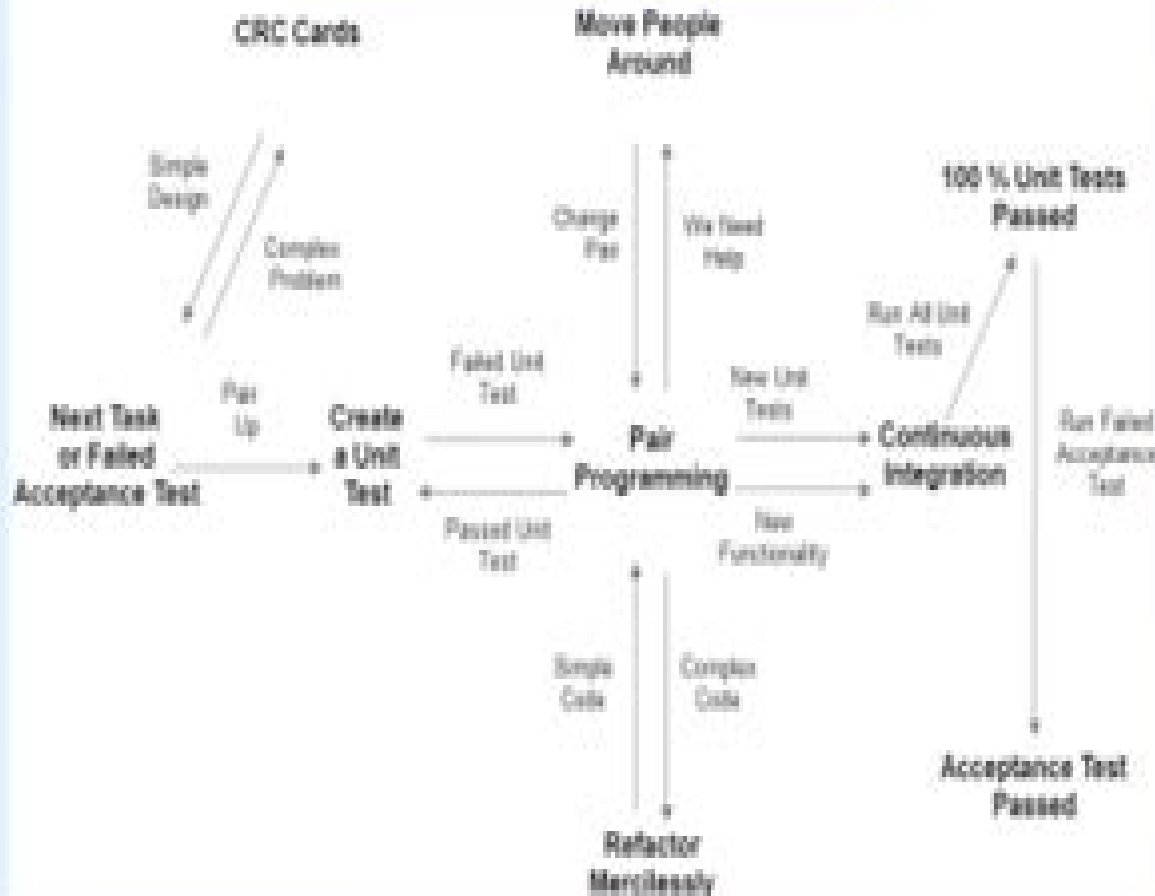 CRC Cards
Move People
Around
Simple
Design
Complex
Problem
Change
Pair
We Need
Help
100 % Unit Tests
Passed
Run All Unit
Tests
Failed Unit
Test
New Unit
Tests
Pair
Up
Next Task
or Failed
Acceptance Test
Create
a Unit
Test
Pair
Programming
Continuous
Integration
Run Failed
Acceptance
Test
Passed Unit
Test
New
Functionality
Simple
Code
Complex
Code
Acceptance Test
Passed
Refactor
Mercilessly